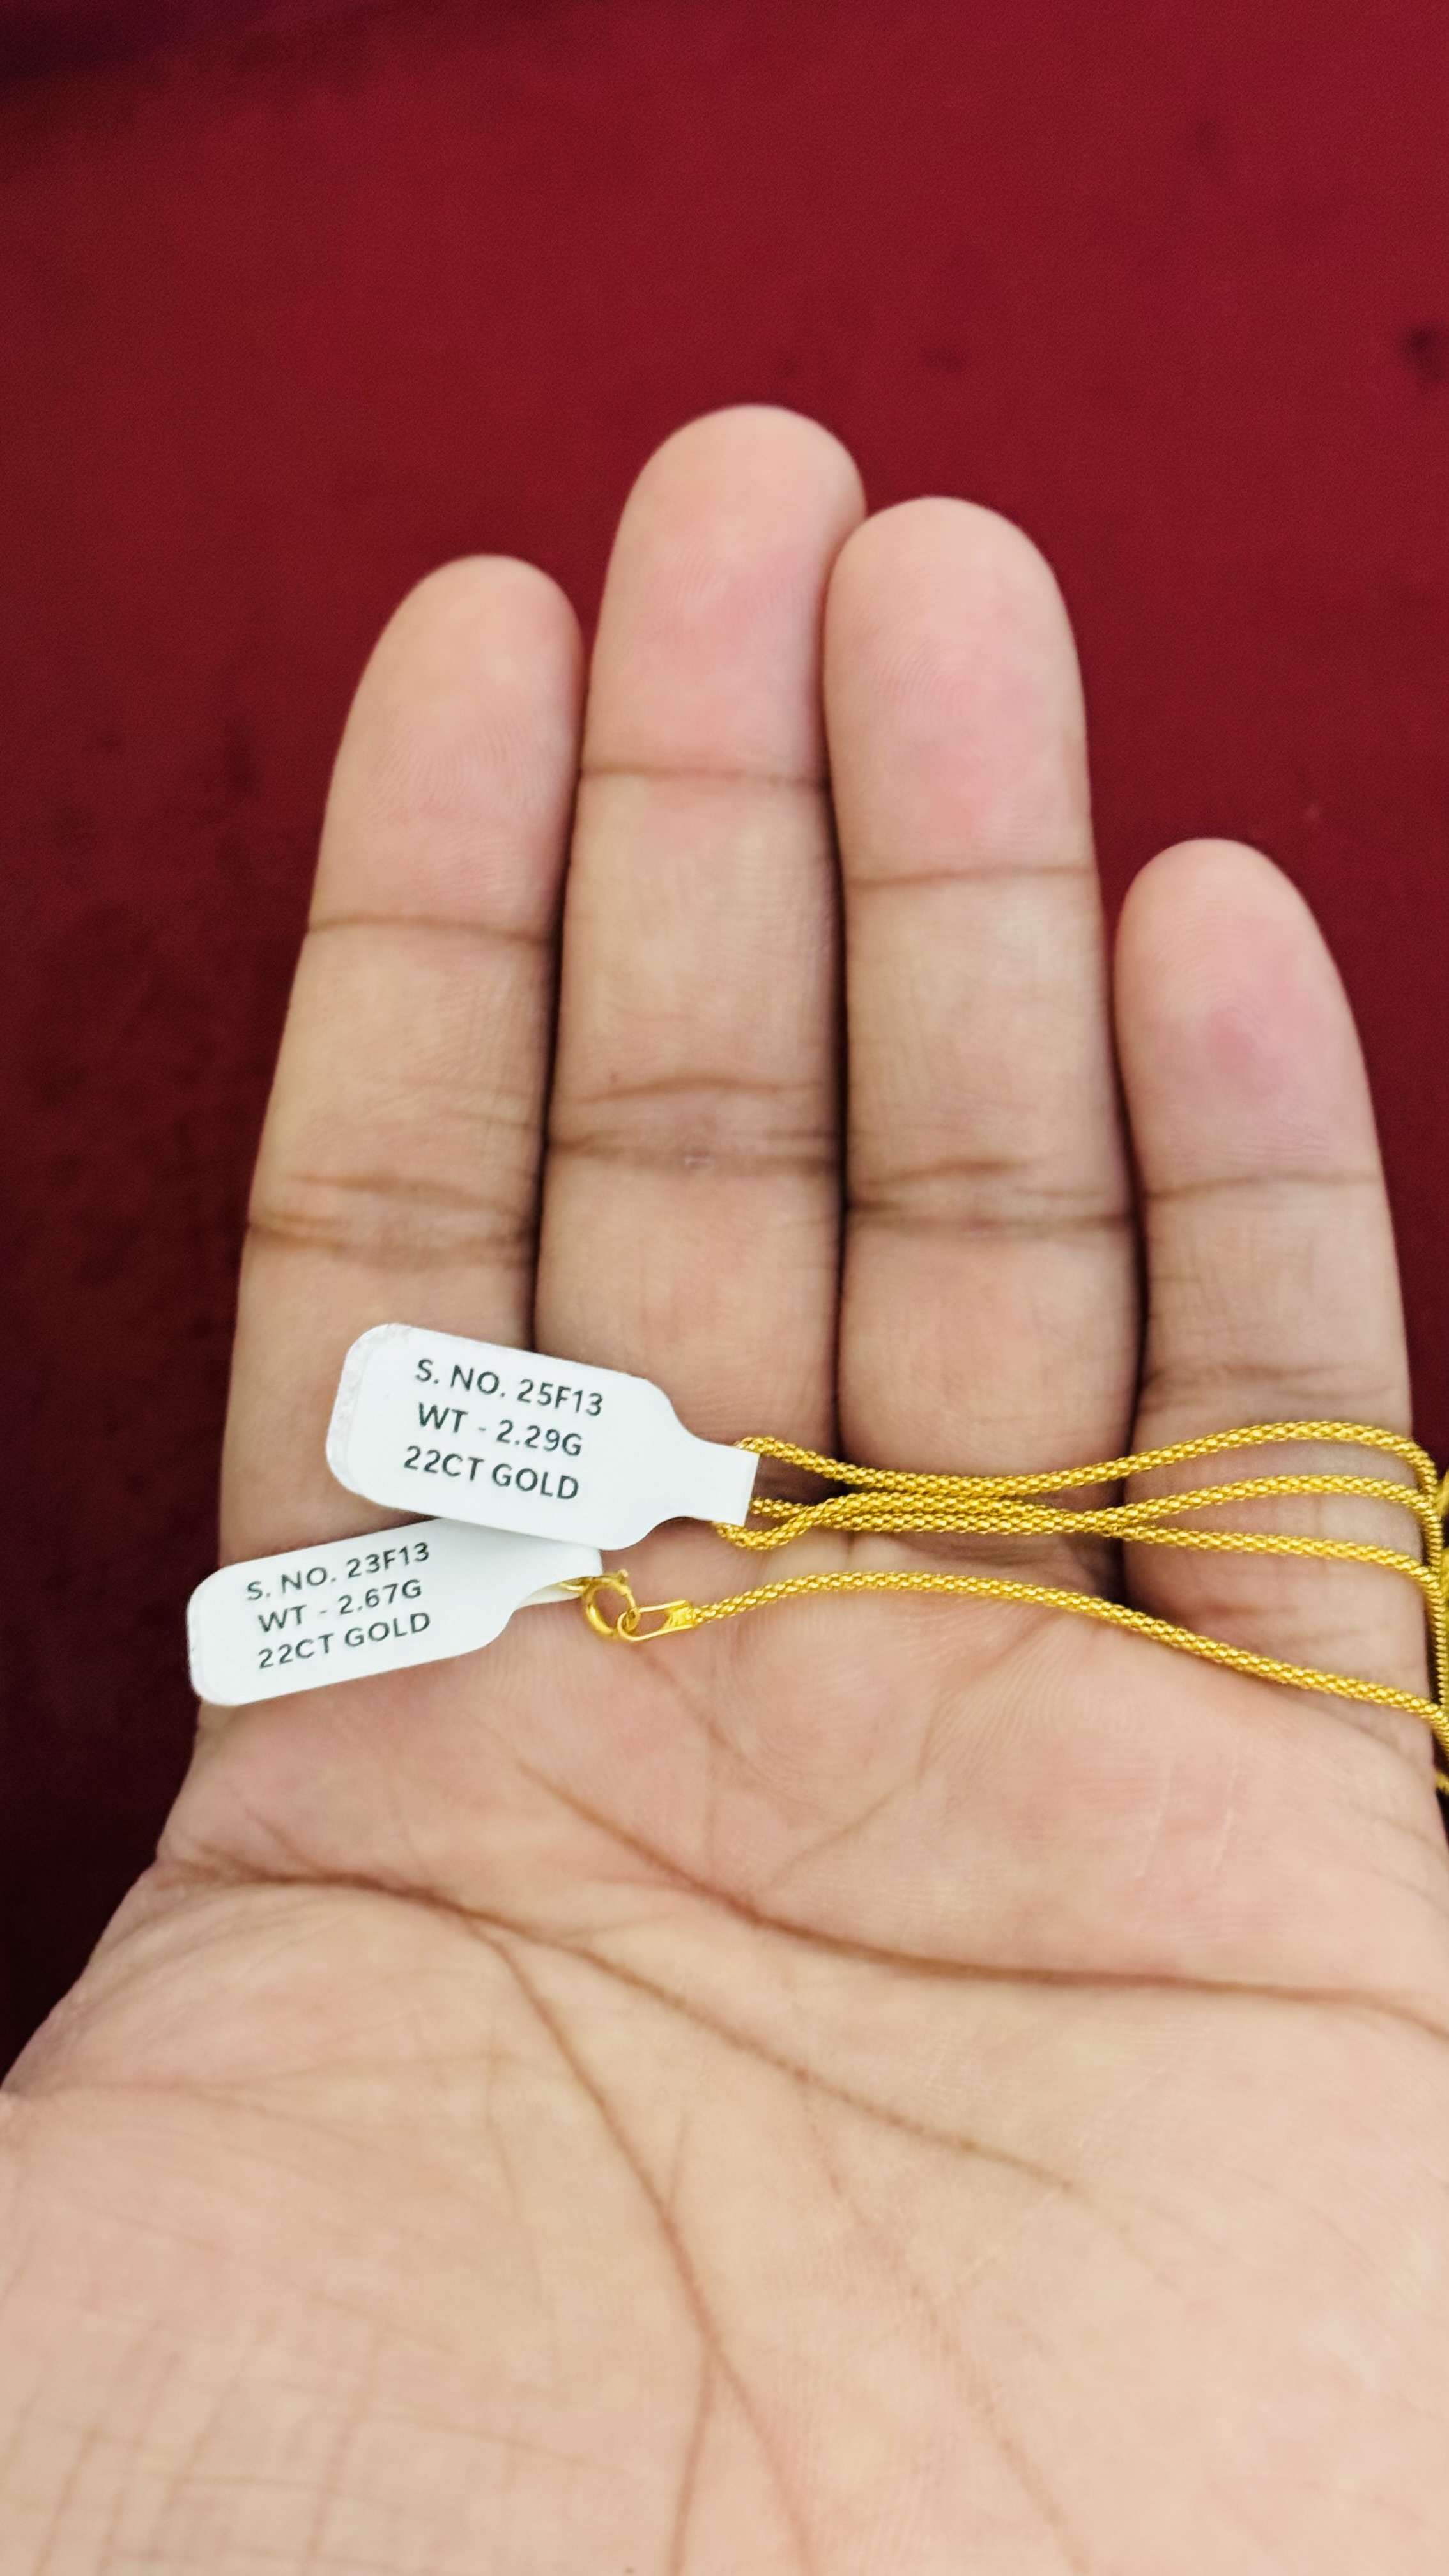 S. NO. 25F13
WT - 2.29G
22CT GOLD
S. NO. 23F13
WT - 2.67G
22CT GOLD